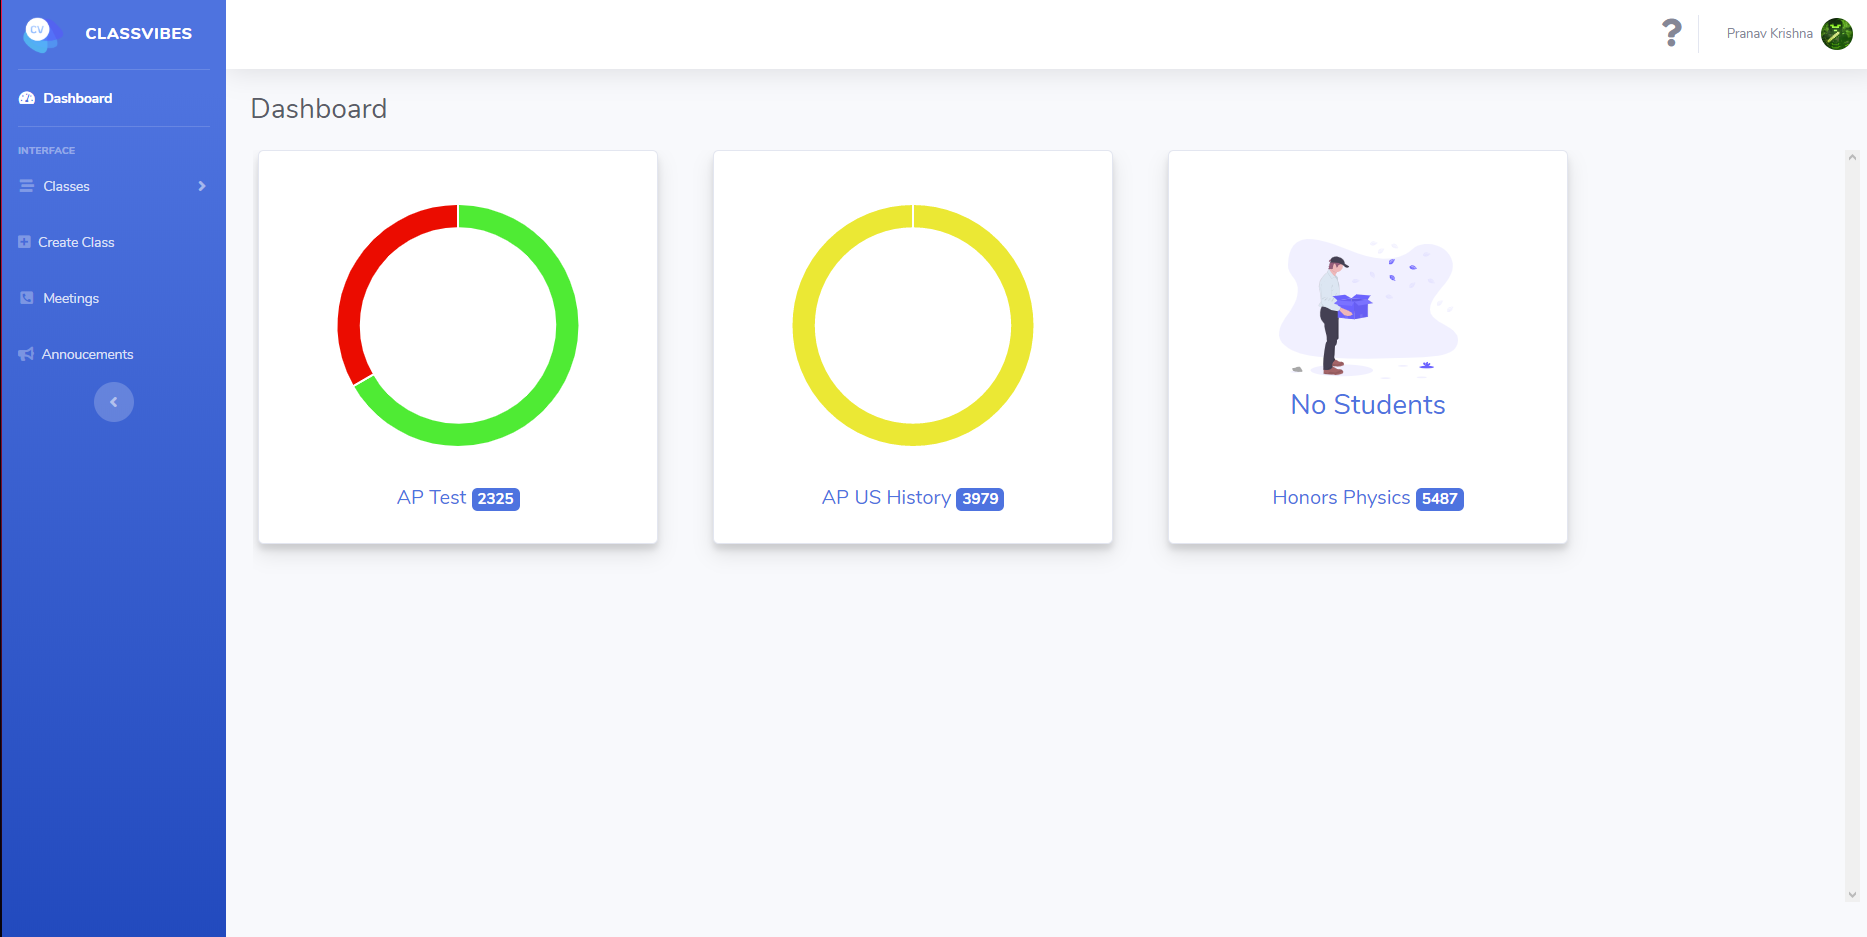 CV
CLASSVIBES
Pranav Krishna
Dashboard
INTERFACE
Classes
Create Class
Meetings
Annoucements
Dashboard
AP Test 2325
AP US History 3979
No Students
Honors Physics 5487